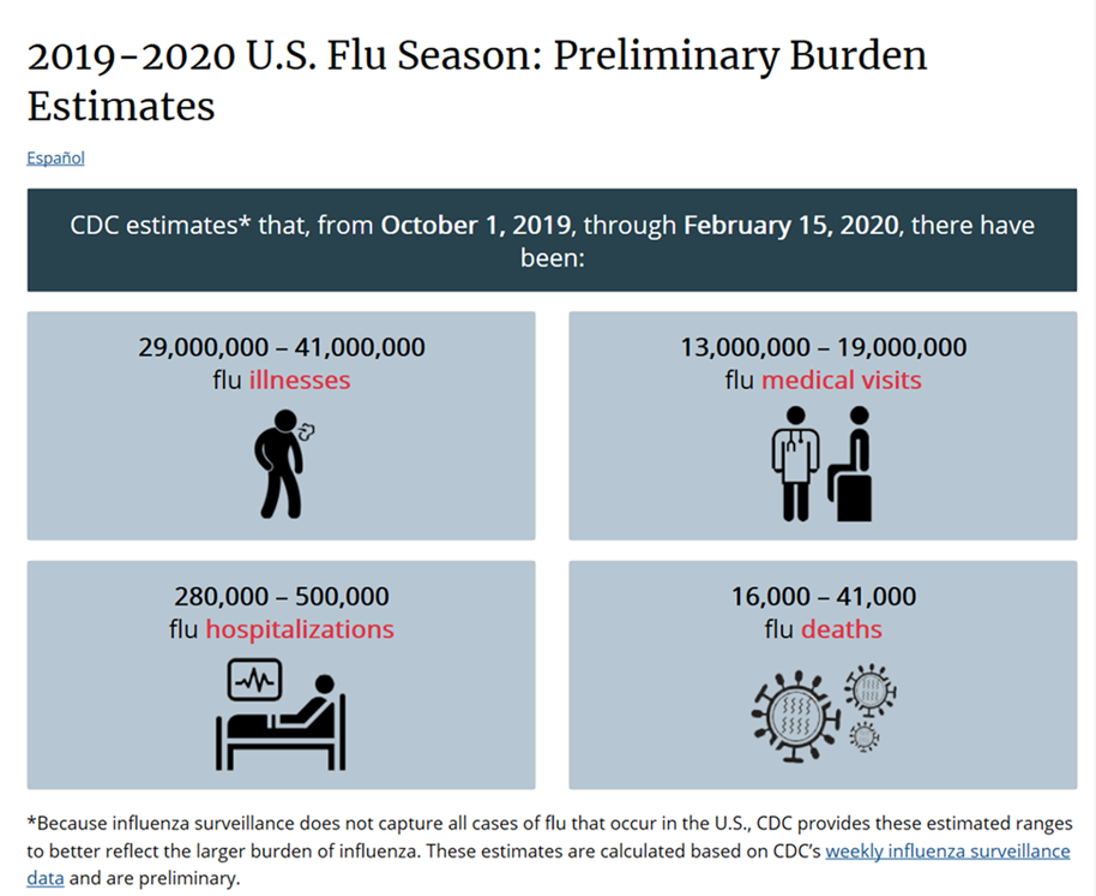 2019-2020 U.S. Flu Season: Preliminary Burden
Estimates
Español
CDC estimates* that, from October 1, 2019, through February 15, 2020, there have
been:
29,000,000 – 41,000,000
flu illnesses
13,000,000 – 19,000,000
flu medical visits
280,000 – 500,000
flu hospitalizations
16,000 – 41,000
flu deaths
*Because influenza surveillance does not capture all cases of flu that occur in the U.S., CDC provides these estimated ranges
to better reflect the larger burden of influenza. These estimates are calculated based on CDC’s weekly influenza surveillance
data and are preliminary.